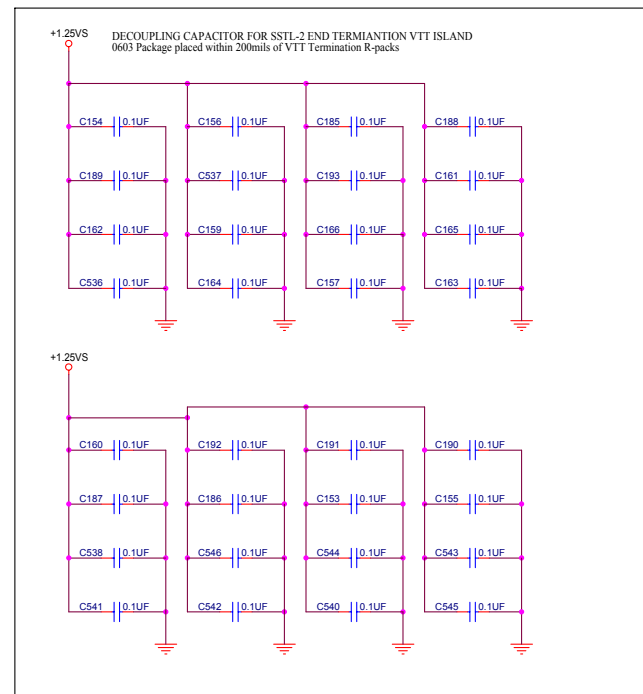 +1.25VS
DECOUPLING CAPACITOR FOR SSTL-2 END TERMIANTION VTT ISLAND
0603 Package placed within 200mils of VTT Termination R-packs
C154 0.1UF C156 0.1UF C185 0.1UF C188 0.1UF
C189 0.1UF C537 0.1UF C193 0.1UF C161 0.1UF
C162 0.1UF C159 0.1UF C166 0.1UF C165 0.1UF
C536 0.1UF C164 0.1UF C157 0.1UF C163 0.1UF
+1.25VS
C160 0.1UF C192 0.1UF C191 0.1UF C190 0.1UF
C187 0.1UF C186 0.1UF C153 0.1UF C155 0.1UF
C538 0.1UF C546 0.1UF C544 0.1UF C543 0.1UF
C541 0.1UF C542 0.1UF C540 0.1UF C545 0.1UF